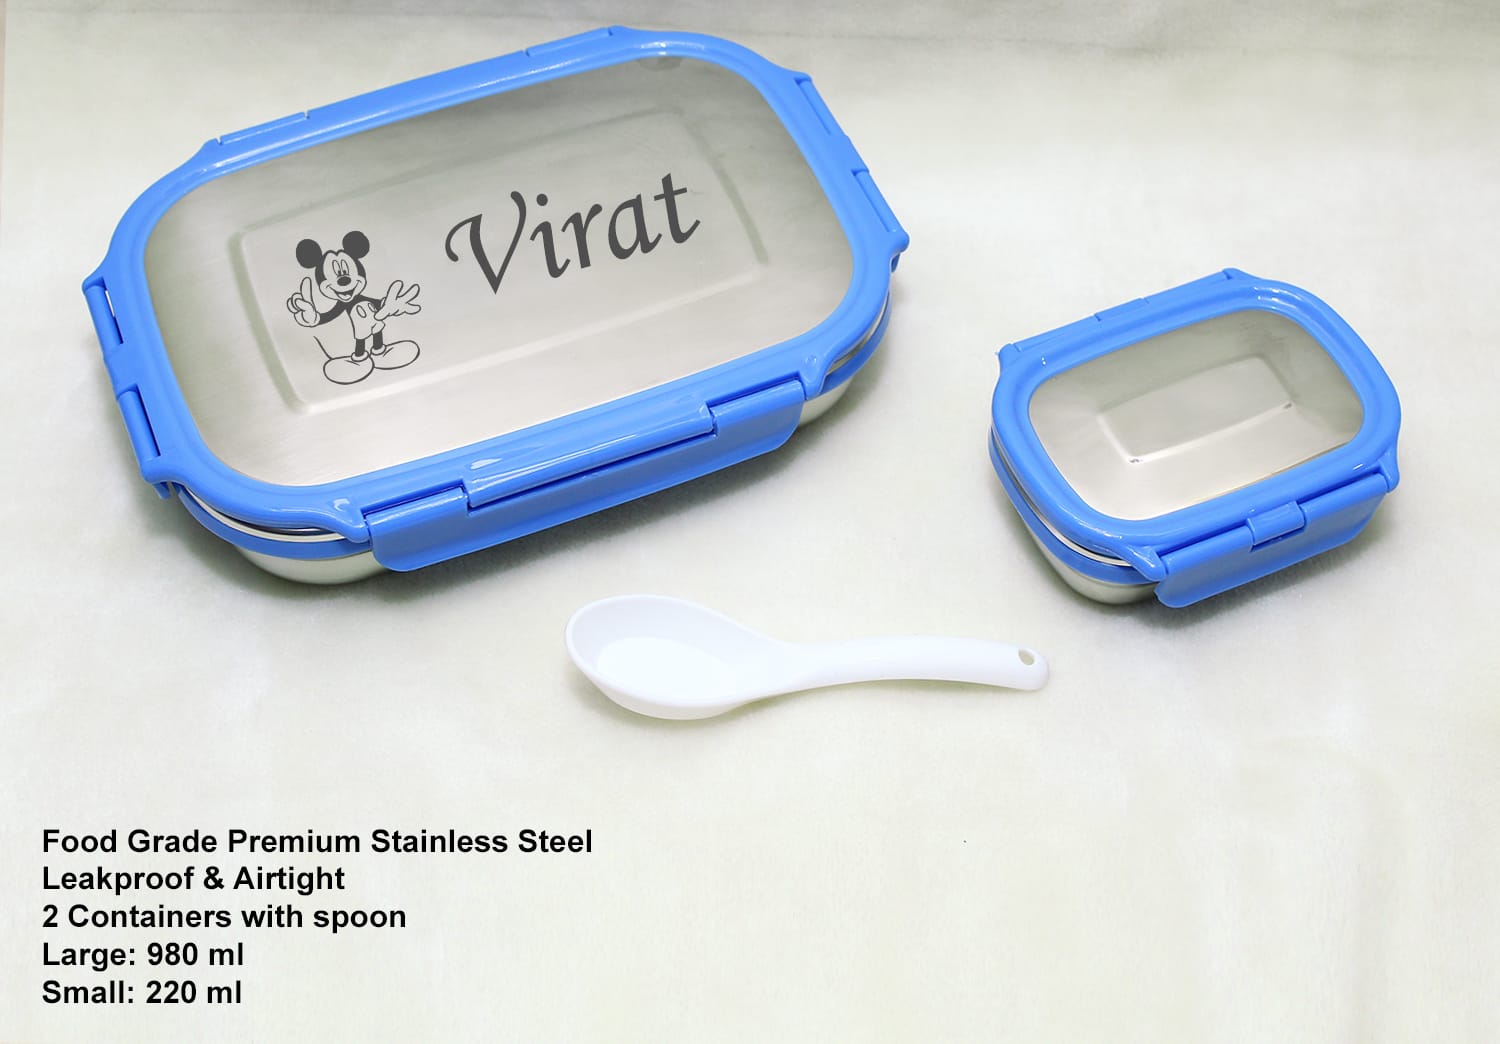 Virat
Food Grade Premium Stainless Steel
Leakproof & Airtight
2 Containers with spoon
Large: 980 ml
Small: 220 ml